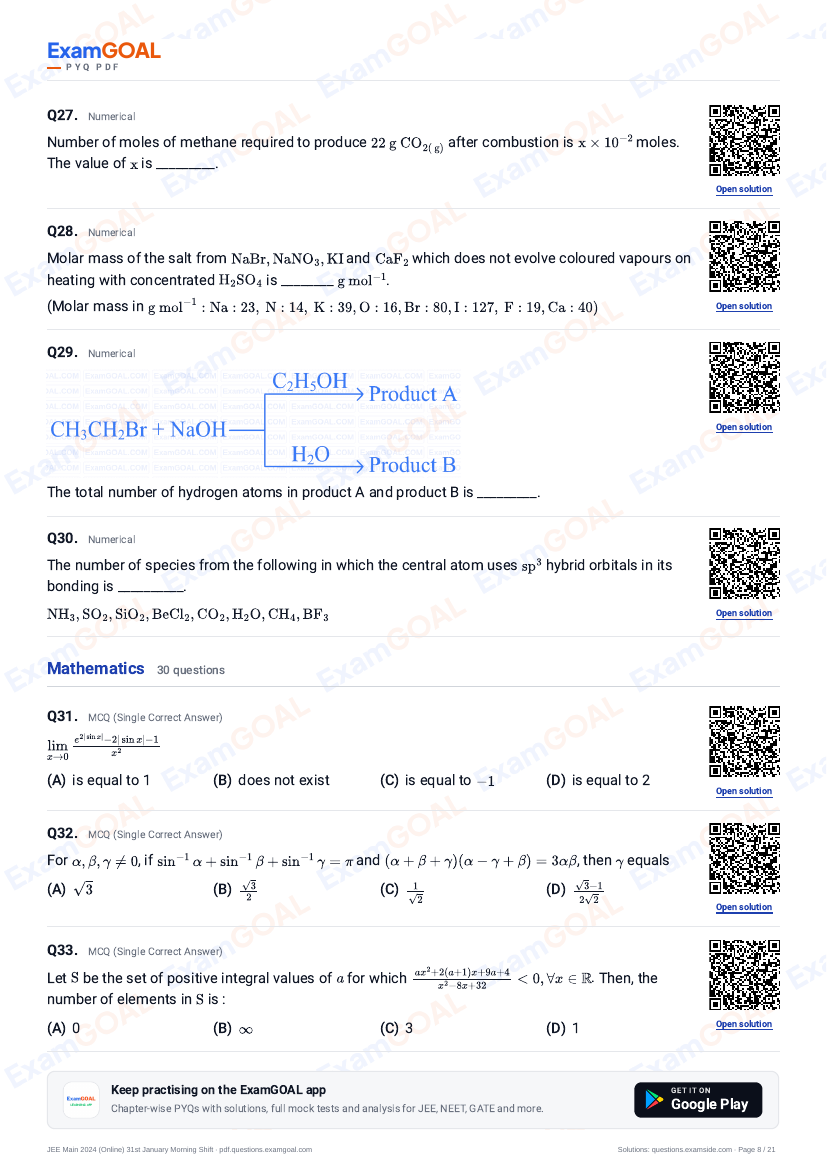 ExamGOAL
PYQ PDF
Q27. Numerical
Number of moles of methane required to produce 22 g CO₂₍g₎ after combustion is x × 10⁻² moles.
The value of x is ________.
Open solution
Q28. Numerical
Molar mass of the salt from NaBr, NaNO₃, KI and CaF₂ which does not evolve coloured vapours on
heating with concentrated H₂SO₄ is _______ g mol⁻¹.
(Molar mass in g mol⁻¹ : Na : 23, N : 14, K : 39, O : 16, Br : 80, I : 127, F : 19, Ca : 40)
Open solution
Q29. Numerical
C₂H₅OH
Product A
CH₃CH₂Br + NaOH
H₂O
Product B
The total number of hydrogen atoms in product A and product B is ________.
Open solution
Q30. Numerical
The number of species from the following in which the central atom uses sp³ hybrid orbitals in its
bonding is _________.
NH₃, SO₂, SiO₂, BeCl₂, CO₂, H₂O, CH₄, BF₃
Open solution
Mathematics 30 questions
Q31. MCQ (Single Correct Answer)
lim x→0 (e^(2|sin x|) − 2|sin x| − 1)/x²
(A) is equal to 1 (B) does not exist (C) is equal to −1 (D) is equal to 2
Open solution
Q32. MCQ (Single Correct Answer)
For α, β, γ ≠ 0, if sin⁻¹ α + sin⁻¹ β + sin⁻¹ γ = π and (α + β + γ)(α − γ + β) = 3αβ, then γ equals
(A) √3 (B) √3/2 (C) 1/√2 (D) (√3−1)/(2√2)
Open solution
Q33. MCQ (Single Correct Answer)
Let S be the set of positive integral values of a for which (ax²+2(a+1)x+9a+4)/(x²−8x+32) < 0, ∀x ∈ ℝ. Then, the
number of elements in S is :
(A) 0 (B) ∞ (C) 3 (D) 1
Open solution
Keep practising on the ExamGOAL app
Chapter-wise PYQs with solutions, full mock tests and analysis for JEE, NEET, GATE and more.
GET IT ON
Google Play
JEE Main 2024 (Online) 31st January Morning Shift · pdf.questions.examgoal.com
Solutions: questions.examside.com · Page 8 / 21